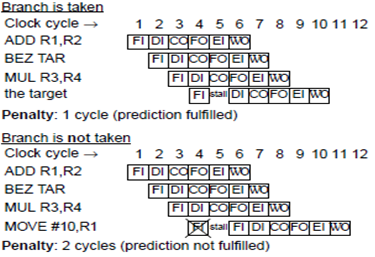 Branch is taken
Clock cycle → 1 2 3 4 5 6 7 8 9 10 11 12
ADD R1,R2 FI DI CO FO EI WO
BEZ TAR FI DI CO FO EI WO
MUL R3,R4 FI DI CO FO EI WO
the target FI stall DI CO FO EI WO
Penalty: 1 cycle (prediction fulfilled)
Branch is not taken
Clock cycle → 1 2 3 4 5 6 7 8 9 10 11 12
ADD R1,R2 FI DI CO FO EI WO
BEZ TAR FI DI CO FO EI WO
MUL R3,R4 FI DI CO FO EI WO
MOVE #10,R1 FI stall FI DI CO FO EI WO
Penalty: 2 cycles (prediction not fulfilled)